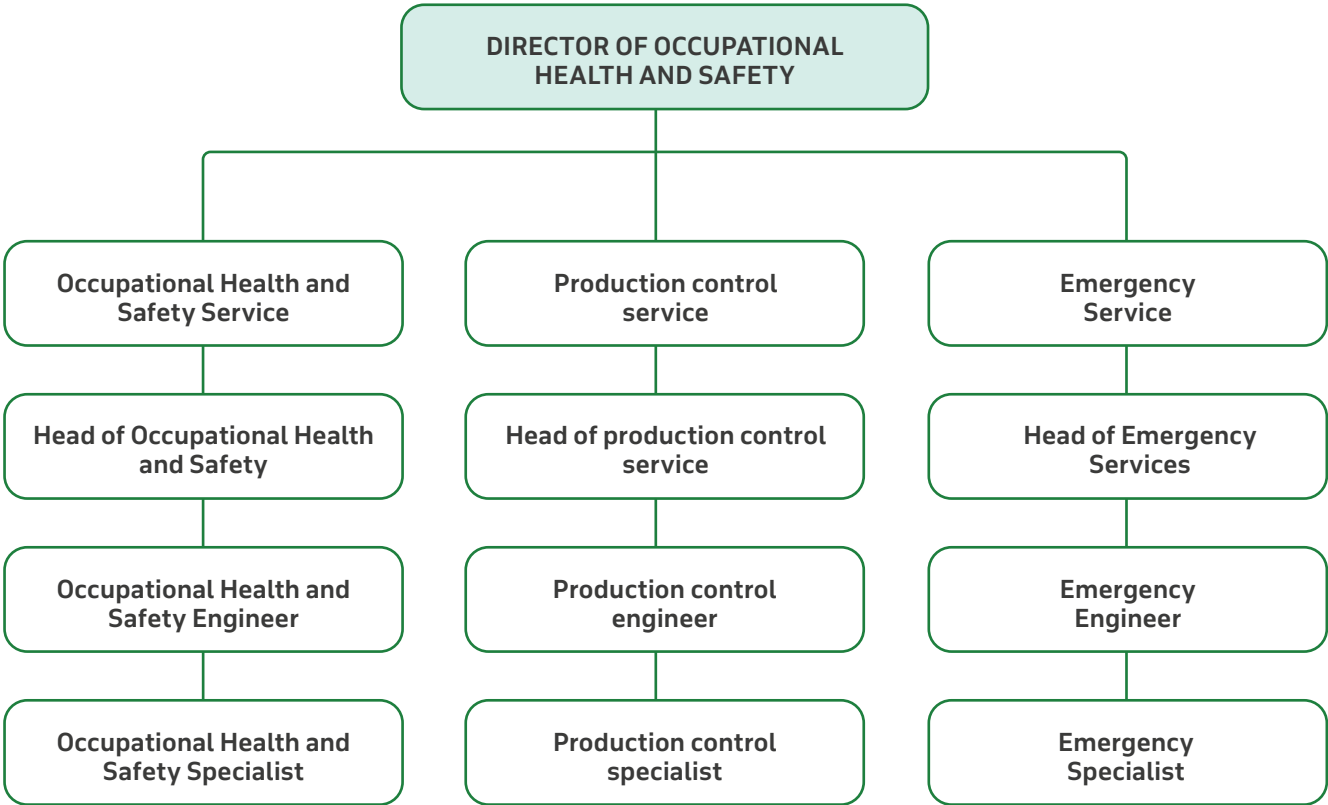 DIRECTOR OF OCCUPATIONAL
HEALTH AND SAFETY
Occupational Health and
Safety Service
Production control
service
Emergency
Service
Head of Occupational Health
and Safety
Head of production control
service
Head of Emergency
Services
Occupational Health and
Safety Engineer
Production control
engineer
Emergency
Engineer
Occupational Health and
Safety Specialist
Production control
specialist
Emergency
Specialist